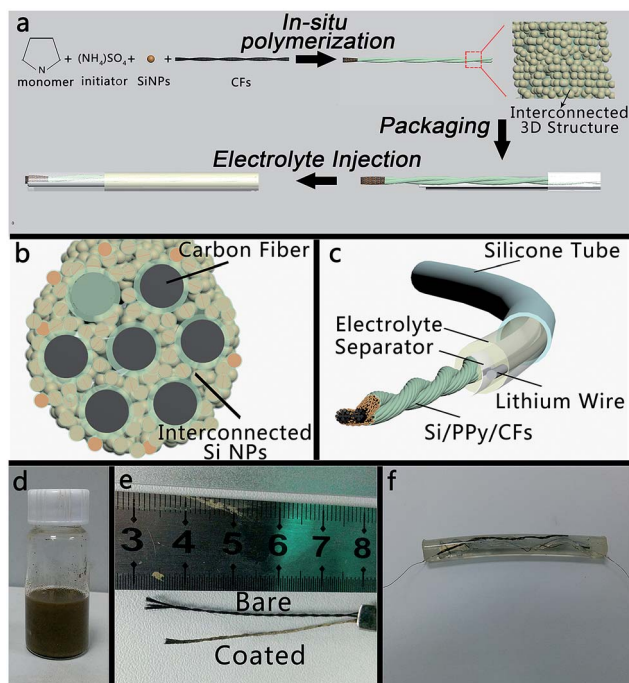 a
In-situ
polymerization
N
+ (NH4)SO4+ + 
monomer initiator SiNPs CFs
Interconnected
3D Structure
Packaging
Electrolyte Injection
b
Carbon Fiber
Interconnected
Si NPs
c
Silicone Tube
Electrolyte
Separator
Lithium Wire
Si/PPy/CFs
d
e
3 4 5 6 7 8
Bare
Coated
f